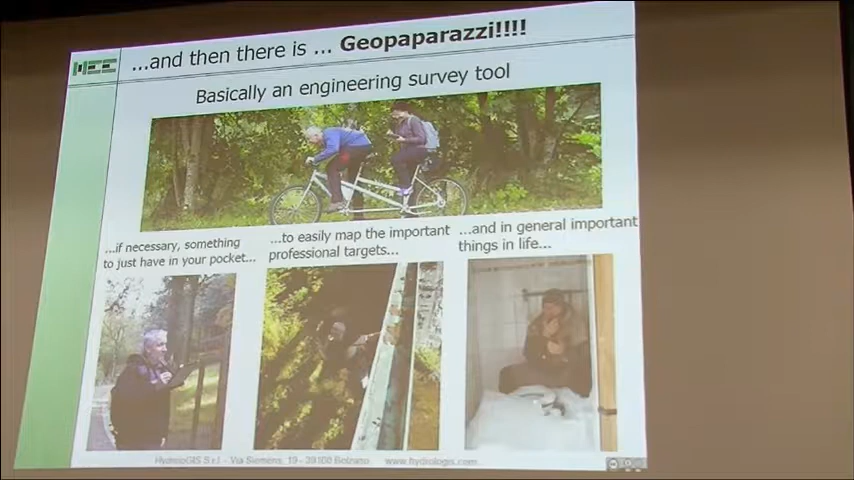 ...and then there is ... Geopaparazzi!!!!
Basically an engineering survey tool
...if necessary, something
to just have in your pocket...
...to easily map the important
professional targets...
...and in general important
things in life...
HydroloGIS S.r.l. - Via Siemens, 19 - 39100 Bolzano www.hydrologis.com